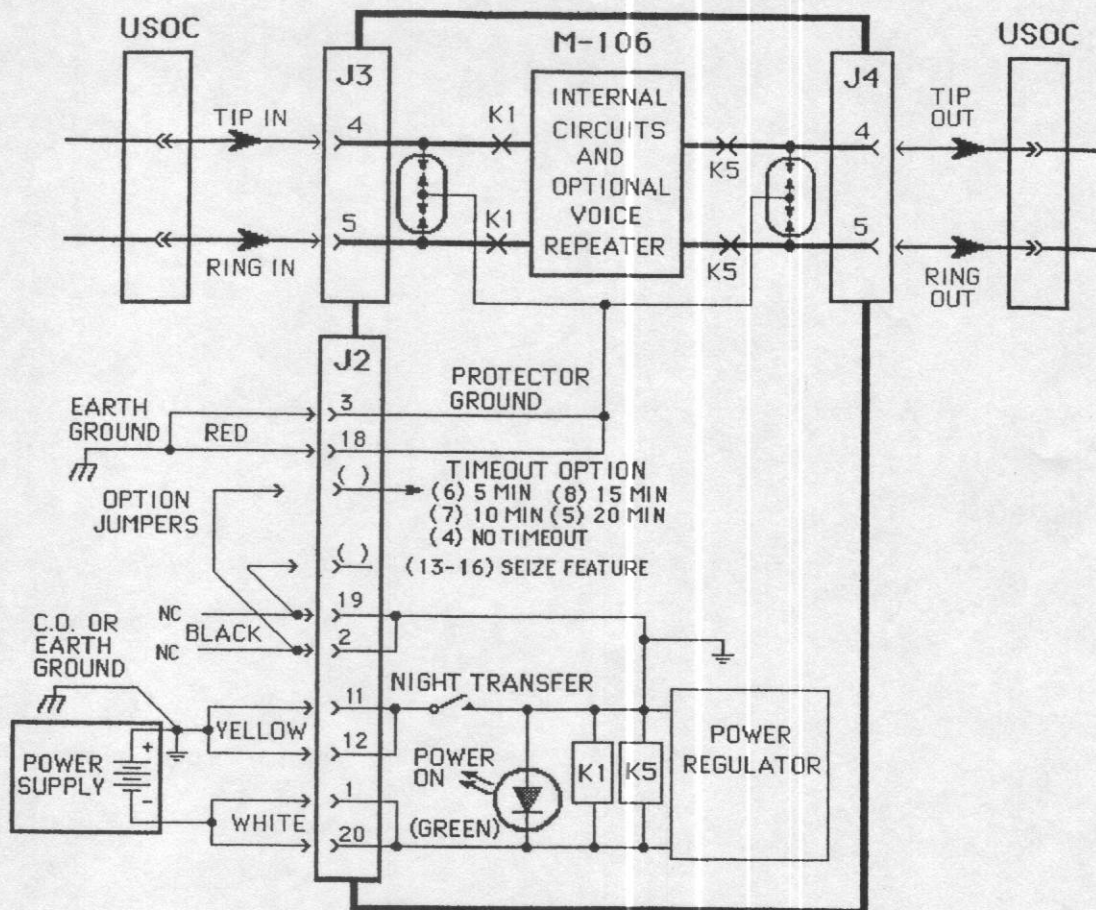 USOC
M-106
USOC
J3
J4
TIP IN
4
K1
INTERNAL
CIRCUITS
AND
OPTIONAL
VOICE
REPEATER
K5
4
TIP
OUT
5
K1
K5
5
RING IN
RING
OUT
J2
PROTECTOR
GROUND
EARTH
GROUND
RED
3
18
OPTION
JUMPERS
( )
TIMEOUT OPTION
(6) 5 MIN (8) 15 MIN
(7) 10 MIN (5) 20 MIN
(4) NO TIMEOUT
( )
(13-16) SEIZE FEATURE
NC
19
BLACK
NC
2
C.O. OR
EARTH
GROUND
11
NIGHT TRANSFER
YELLOW
12
POWER
SUPPLY
+
-
1
WHITE
20
POWER
ON
(GREEN)
K1
K5
POWER
REGULATOR